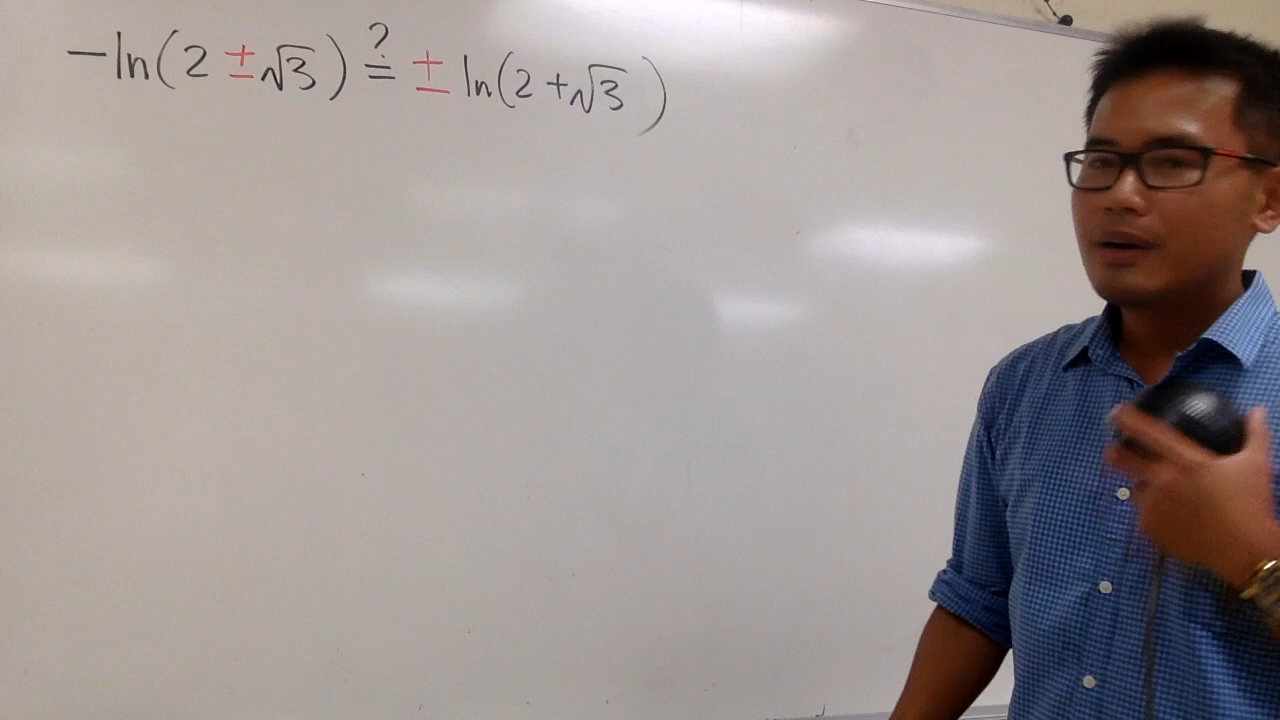 -ln(2 ± √3) ≟ ± ln(2 + √3)